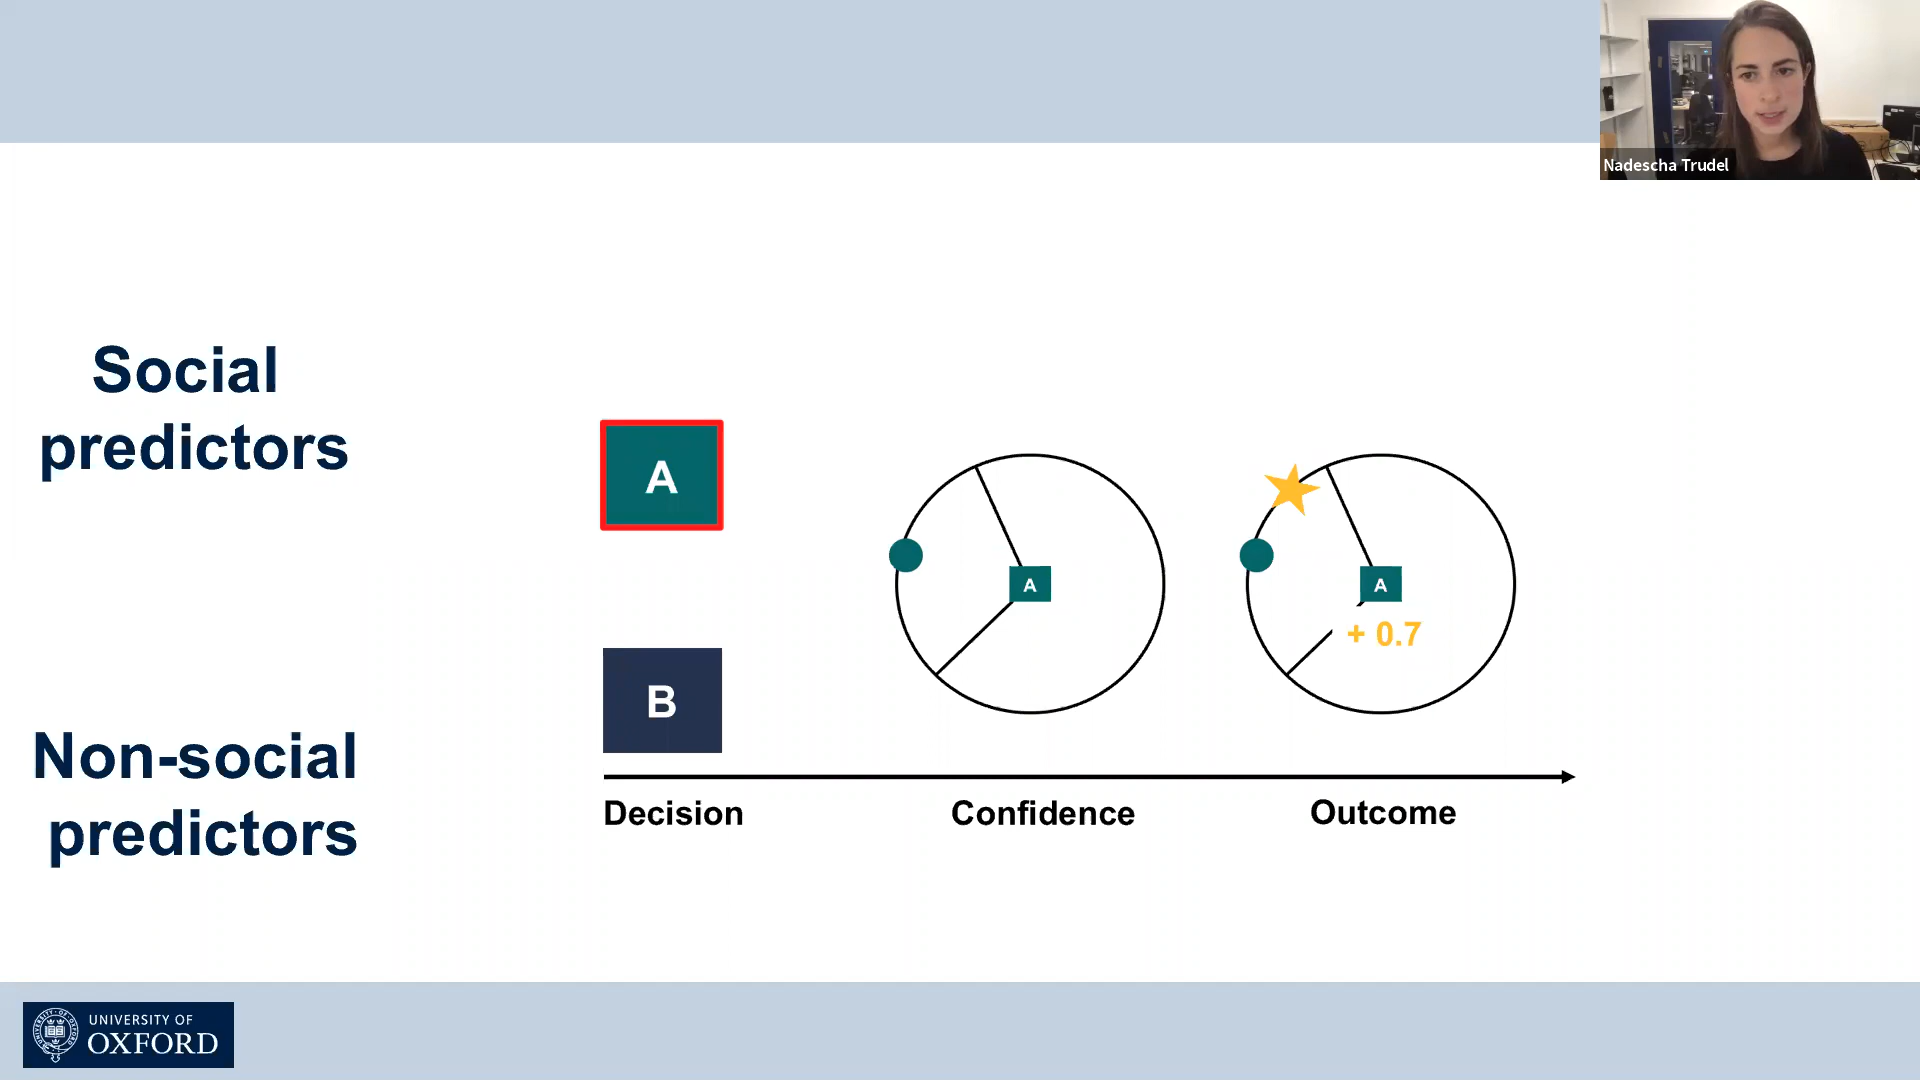 Nadescha Trudel
Social
predictors
Non-social
predictors
A
B
A
A
+ 0.7
Decision
Confidence
Outcome
UNIVERSITY OF
OXFORD